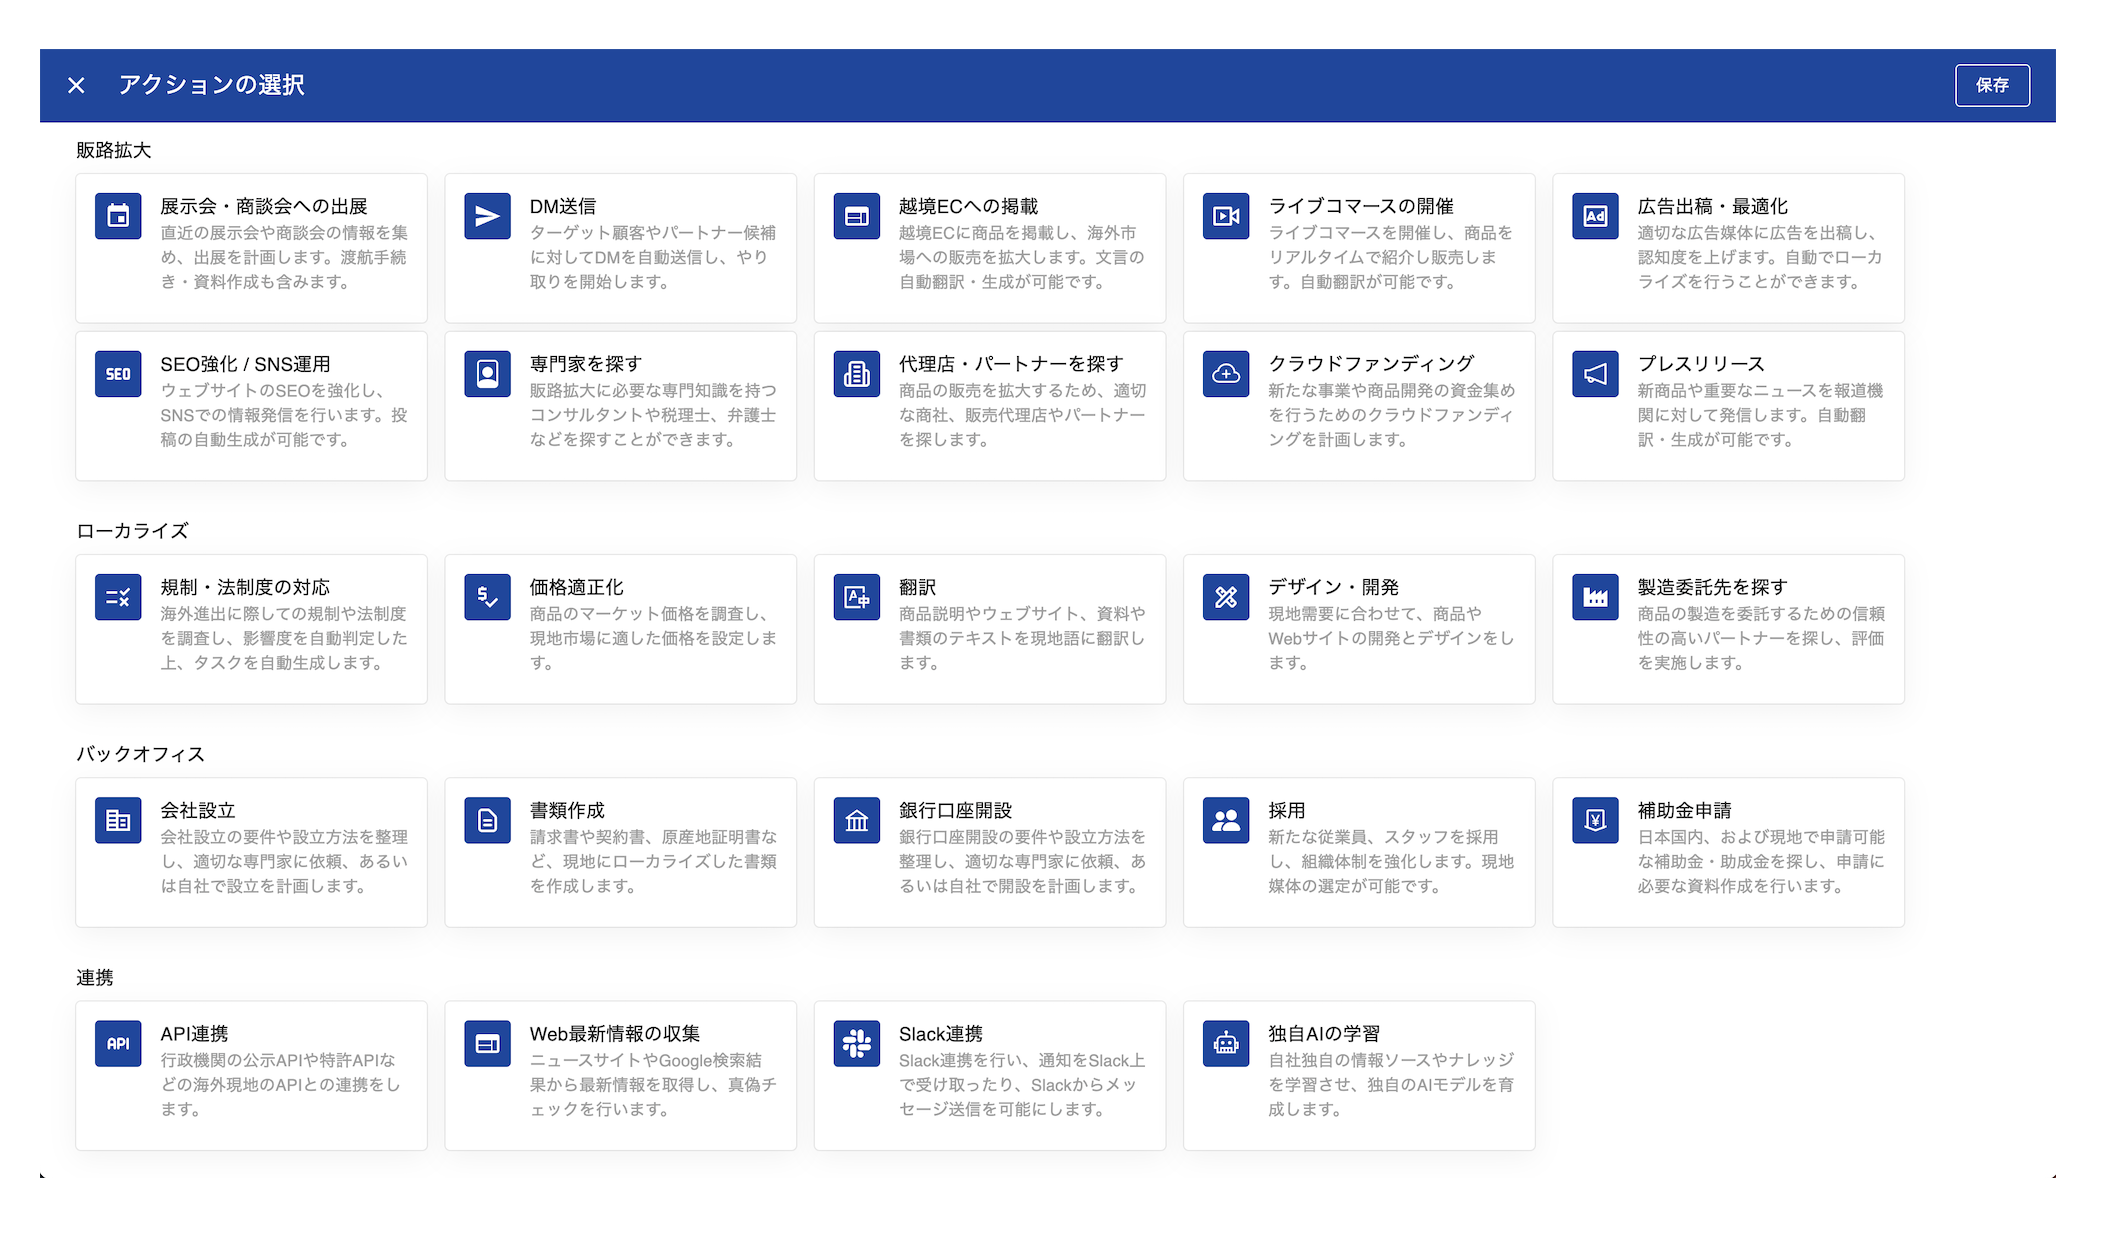 アクションの選択
保存
販路拡大
展示会・商談会への出展
直近の展示会や商談会の情報を集
め、出展を計画します。渡航手続
き・資料作成も含みます。
DM送信
ターゲット顧客やパートナー候補
に対してDMを自動送信し、やり
取りを開始します。
越境ECへの掲載
越境ECに商品を掲載し、海外市
場への販売を拡大します。文言の
自動翻訳・生成が可能です。
ライブコマースの開催
ライブコマースを開催し、商品を
リアルタイムで紹介し販売しま
す。自動翻訳が可能です。
Ad
広告出稿・最適化
適切な広告媒体に広告を出稿し、
認知度を上げます。自動でローカ
ライズを行うことができます。
SEO
SEO強化 / SNS運用
ウェブサイトのSEOを強化し、
SNSでの情報発信を行います。投
稿の自動生成が可能です。
専門家を探す
販路拡大に必要な専門知識を持つ
コンサルタントや税理士、弁護士
などを探すことができます。
代理店・パートナーを探す
商品の販売を拡大するため、適切
な商社、販売代理店やパートナー
を探します。
クラウドファンディング
新たな事業や商品開発の資金集め
を行うためのクラウドファンディ
ングを計画します。
プレスリリース
新商品や重要なニュースを報道機
関に対して発信します。自動翻
訳・生成が可能です。
ローカライズ
規制・法制度の対応
海外進出に際しての規制や法制度
を調査し、影響度を自動判定した
上、タスクを自動生成します。
価格適正化
商品のマーケット価格を調査し、
現地市場に適した価格を設定しま
す。
翻訳
商品説明やウェブサイト、資料や
書類のテキストを現地語に翻訳し
ます。
デザイン・開発
現地需要に合わせて、商品や
Webサイトの開発とデザインをし
ます。
製造委託先を探す
商品の製造を委託するための信頼
性の高いパートナーを探し、評価
を実施します。
バックオフィス
会社設立
会社設立の要件や設立方法を整理
し、適切な専門家に依頼、あるい
は自社で設立を計画します。
書類作成
請求書や契約書、原産地証明書な
ど、現地にローカライズした書類
を作成します。
銀行口座開設
銀行口座開設の要件や設立方法を
整理し、適切な専門家に依頼、あ
るいは自社で開設を計画します。
採用
新たな従業員、スタッフを採用
し、組織体制を強化します。現地
媒体の選定が可能です。
補助金申請
日本国内、および現地で申請可能
な補助金・助成金を探し、申請に
必要な資料作成を行います。
連携
API
API連携
行政機関の公示APIや特許APIな
どの海外現地のAPIとの連携をし
ます。
Web最新情報の収集
ニュースサイトやGoogle検索結
果から最新情報を取得し、真偽チ
ェックを行います。
Slack連携
Slack連携を行い、通知をSlack上
で受け取ったり、Slackからメッ
セージ送信を可能にします。
独自AIの学習
自社独自の情報ソースやナレッジ
を学習させ、独自のAIモデルを育
成します。